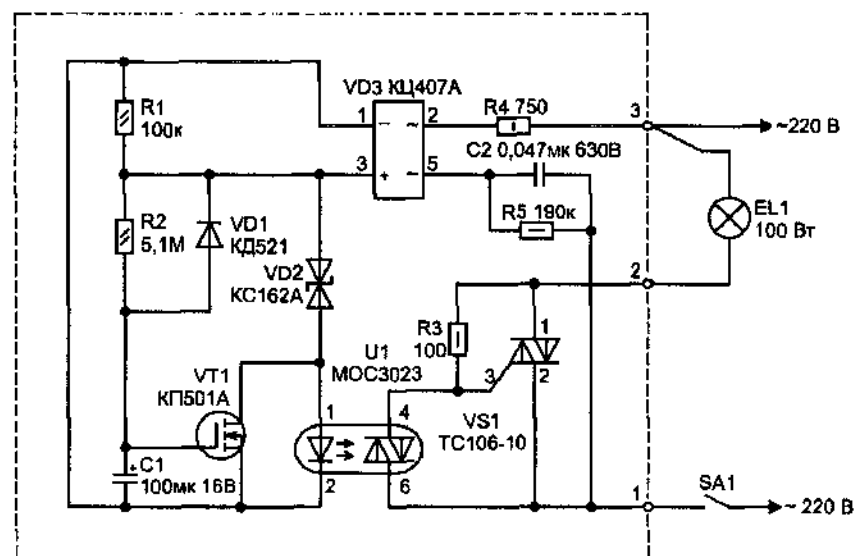 VD3 КЦ407А
R1
100к
1
–
~
2
R4 750
3
~220 В
C2 0,047мк 630В
3
+
~
5
R2
5,1М
VD1
КД521
R5 190к
EL1
100 Вт
VD2
КС162А
2
R3
100
1
2
U1
МОС3023
3
VT1
КП501А
1
4
VS1
ТС106-10
+
C1
100мк 16В
2
6
1
SA1
~ 220 В